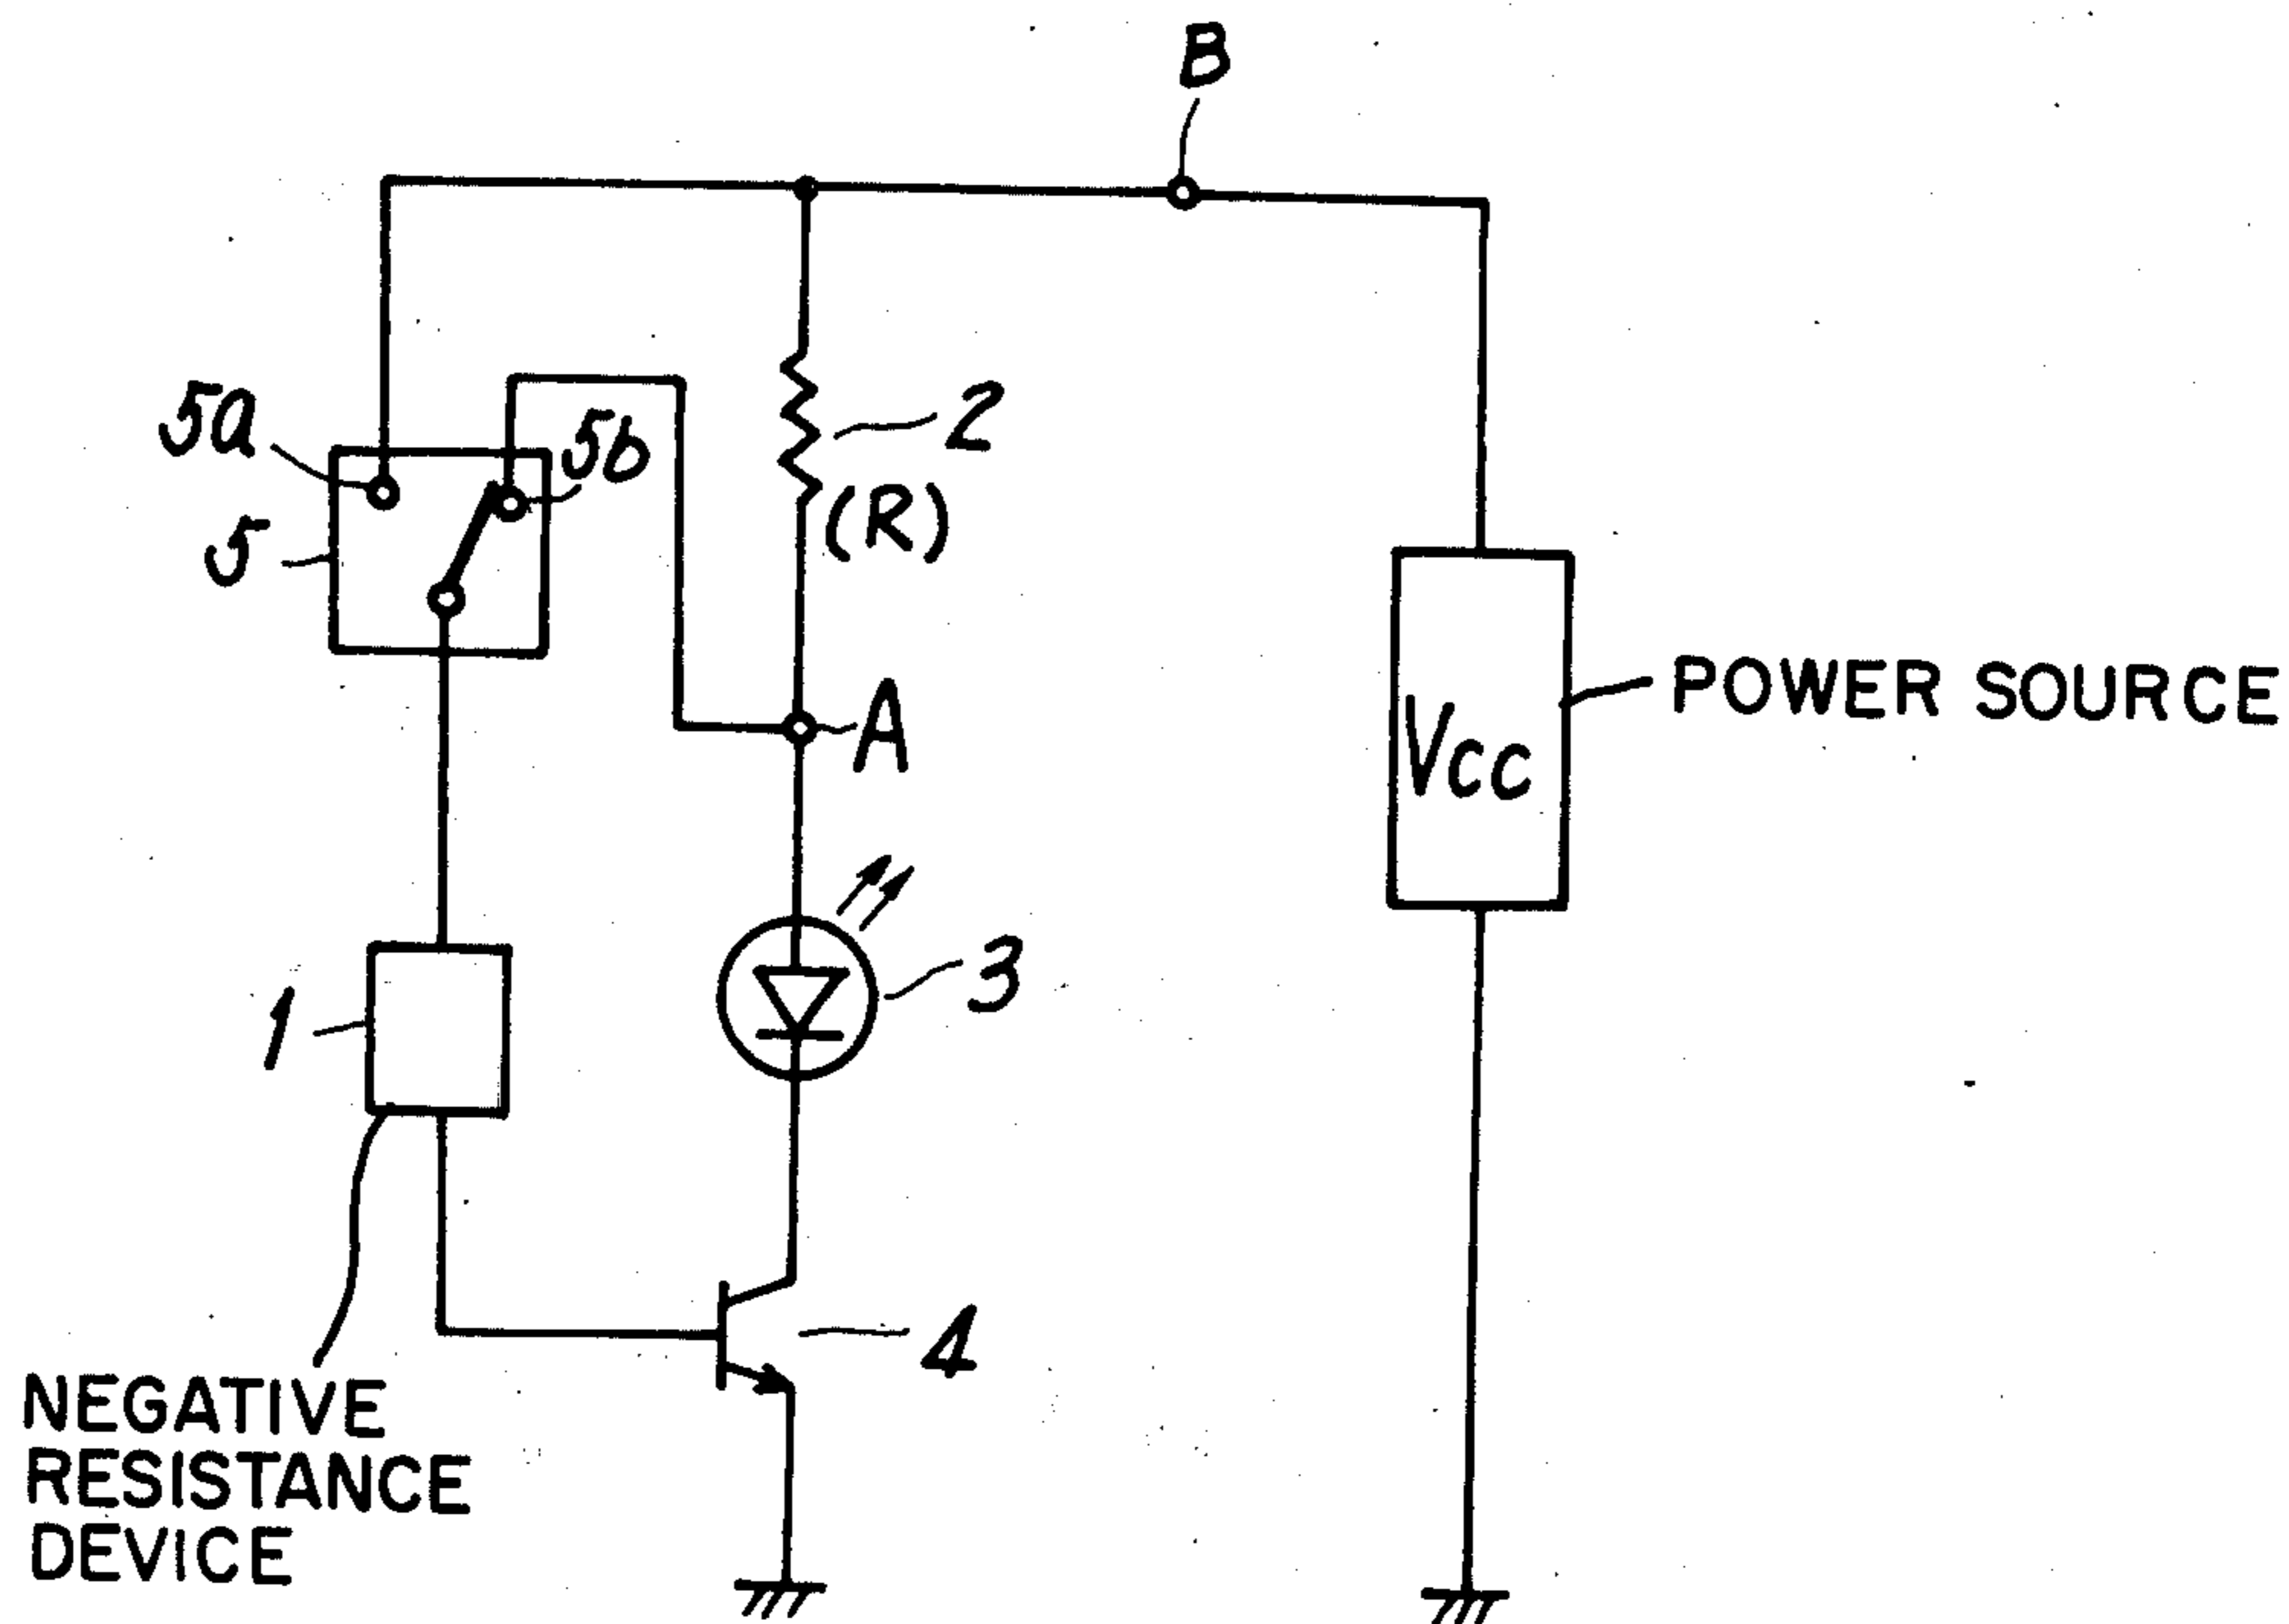 B
5a
5b
2
(R)
5
A
Vcc
POWER SOURCE
3
1
4
NEGATIVE
RESISTANCE
DEVICE